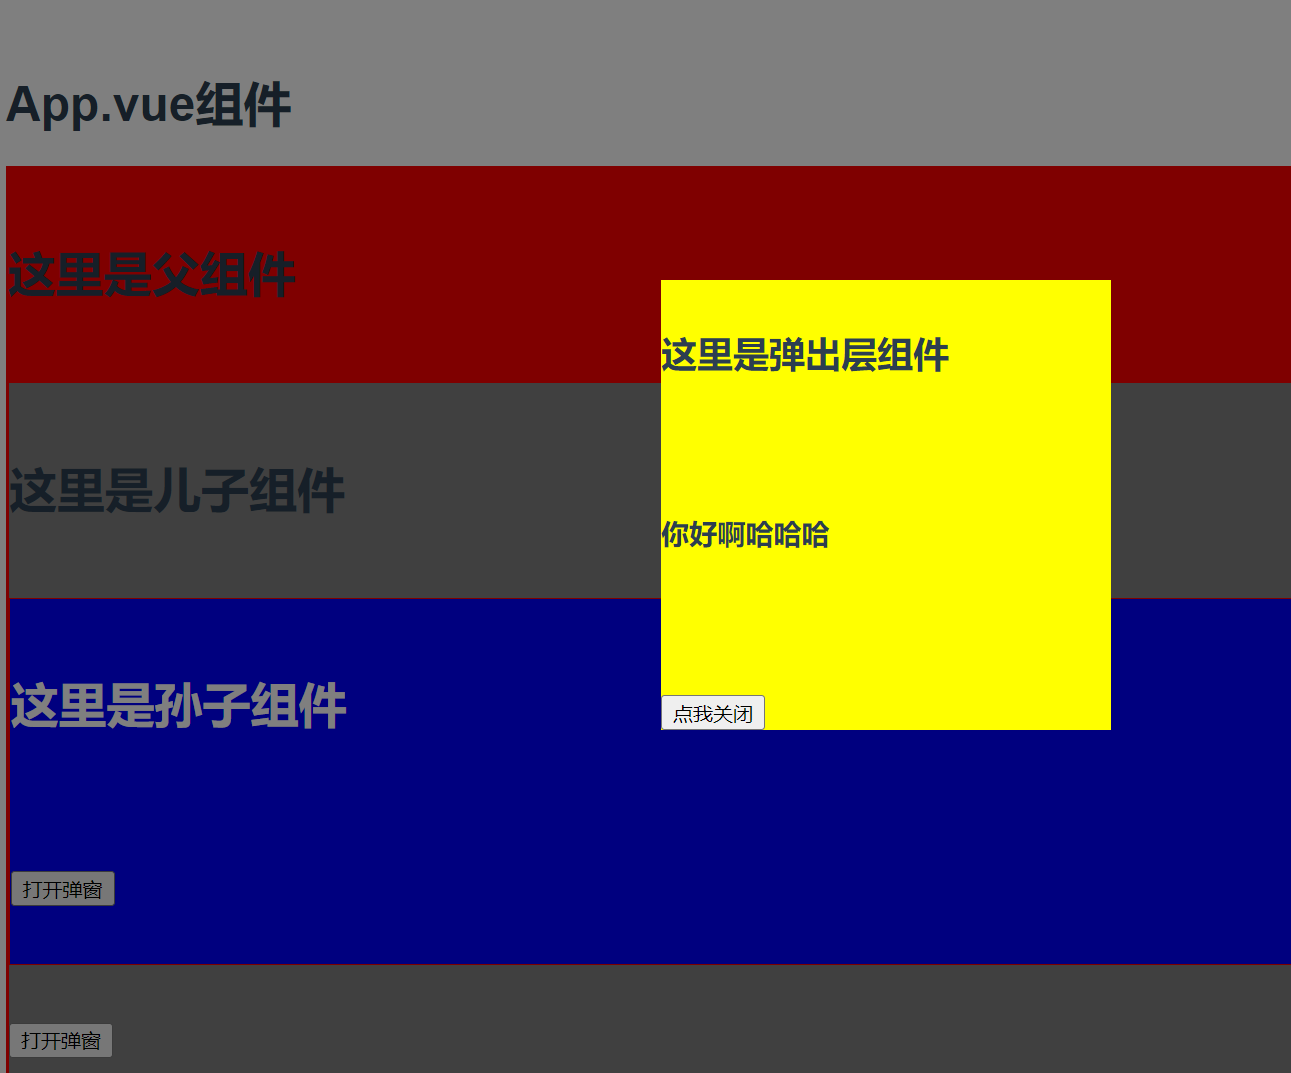 App.vue组件
这里是父组件
这里是弹出层组件
这里是儿子组件
你好啊哈哈哈
这里是孙子组件
点我关闭
打开弹窗
打开弹窗